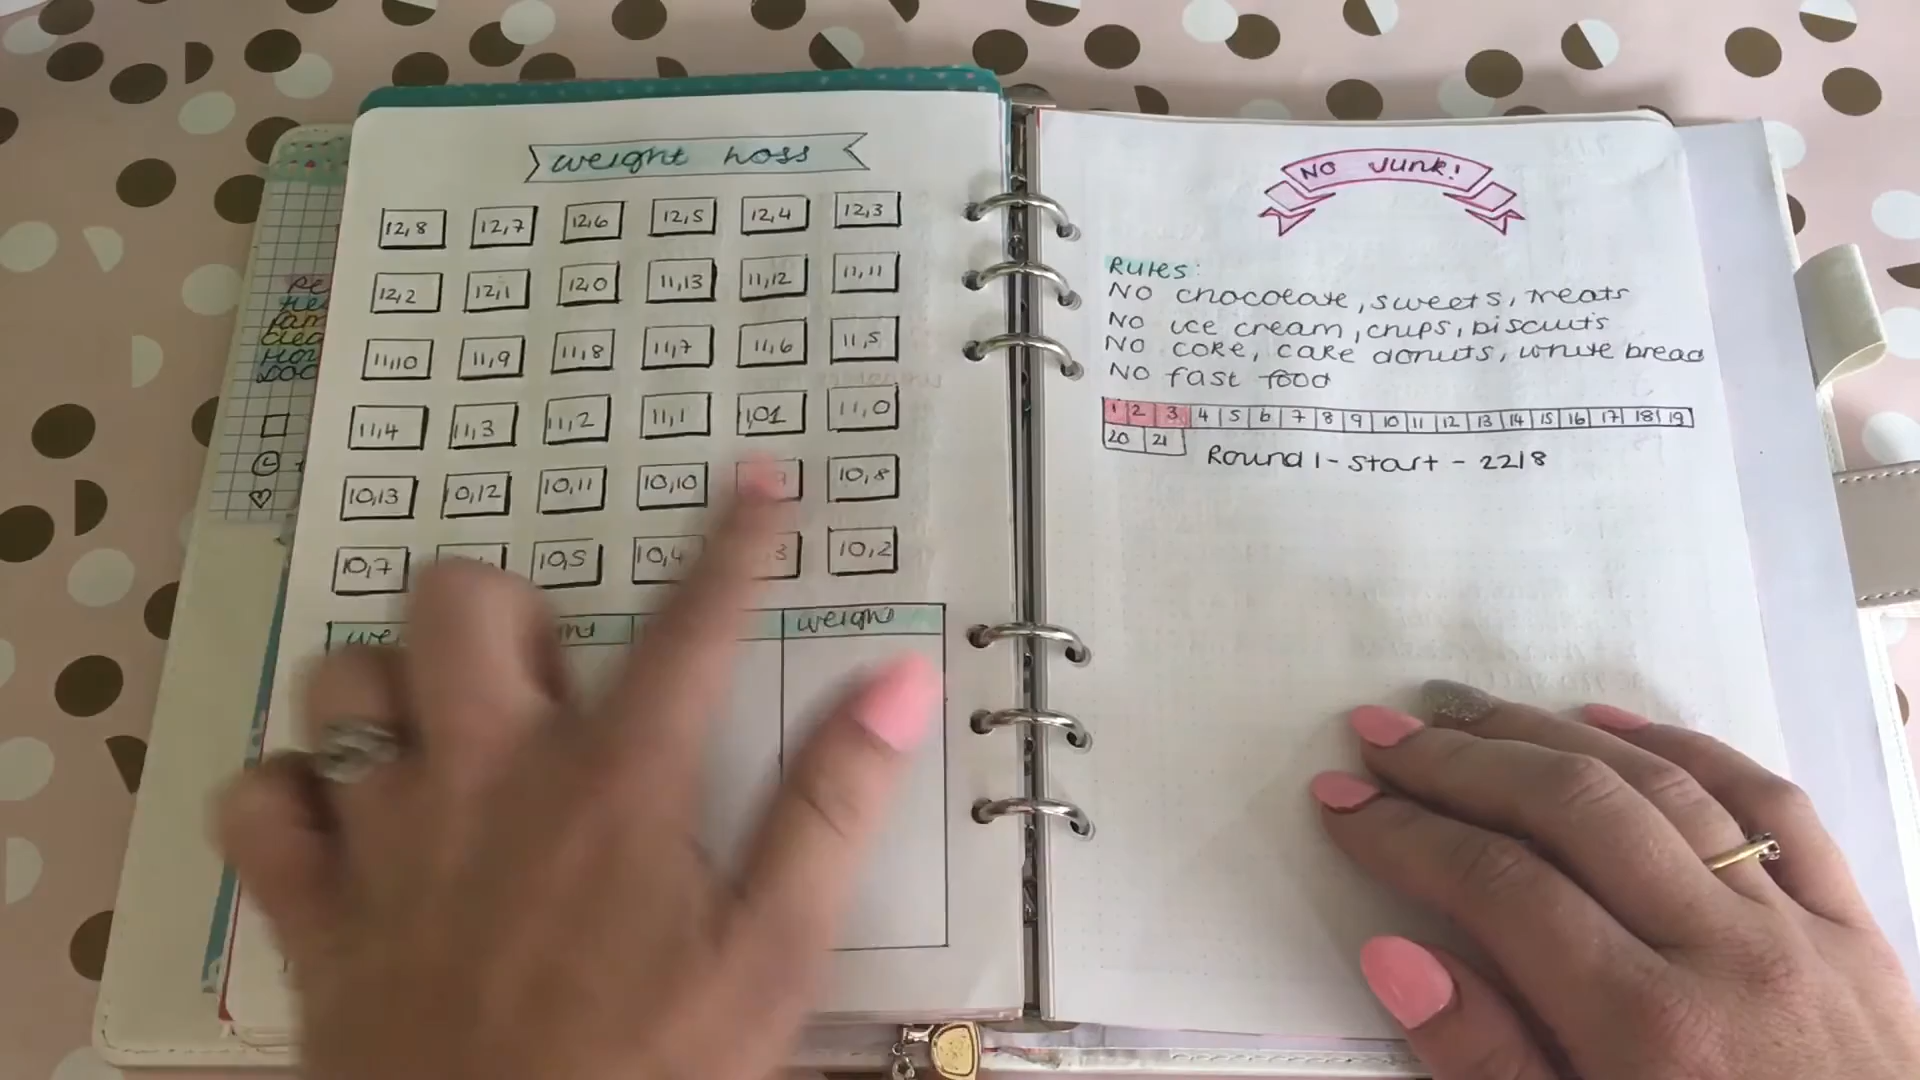 weight Loss
12,8 12,7 12,6 12,5 12,4 12,3
12,2 12,1 12,0 11,13 11,12 11,11
11,10 11,9 11,8 11,7 11,6 11,5
11,4 11,3 11,2 11,1 1,01 11,0
10,13 10,12 10,11 10,10 9 10,8
10,7 10,5 10,4 3 10,2
weight
NO Junk!
Rules:
NO chocolate, sweets, treats
NO ice cream, crips, biscuits
NO coke, cake donuts, white bread
NO fast food
1 2 3 4 5 6 7 8 9 10 11 12 13 14 15 16 17 18 19
20 21
Round 1 - start - 22/8